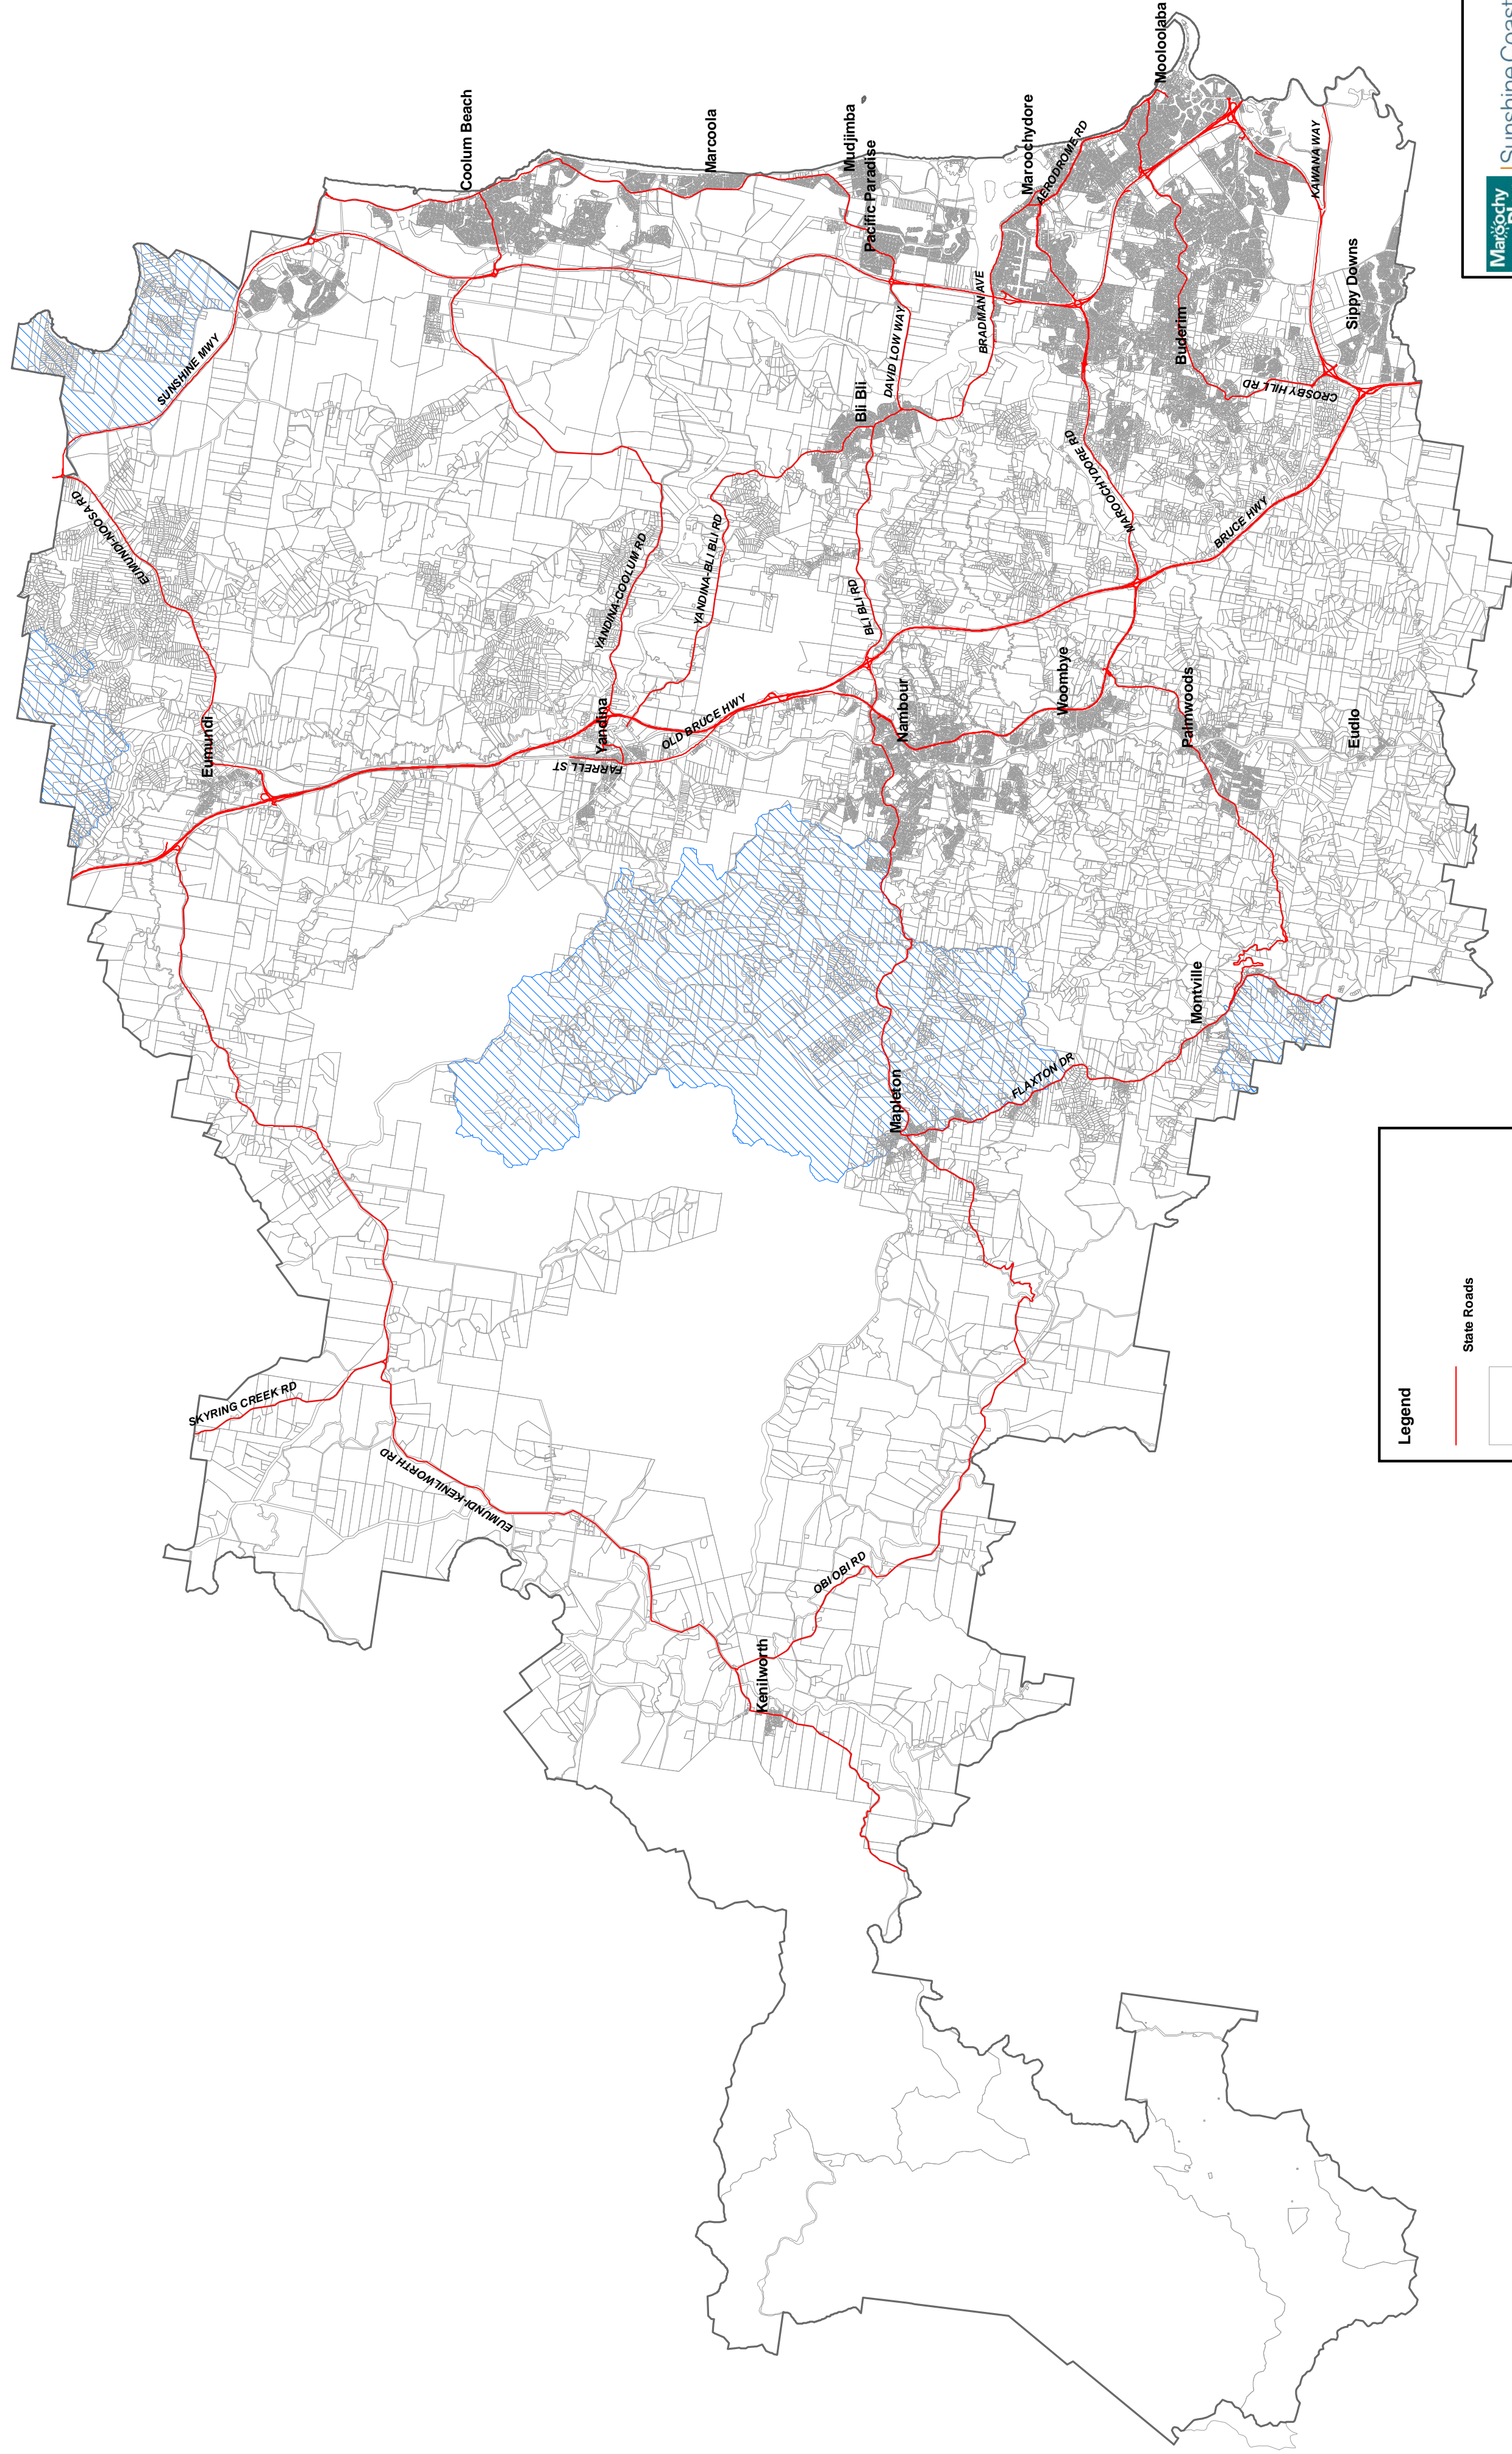 Coolum Beach
Marcoola
Mudjimba
Pacific Paradise
Maroochydore
Mooloolaba
AERODROME RD
KAWANA WAY
SUNSHINE MWY
DAVID LOW WAY
BRADMAN AVE
Bli Bli
Buderim
Sippy Downs
CROSBY HILL RD
EUMUNDI-NOOSA RD
YANDINA-COOLUM RD
YANDINA-BLI BLI RD
BLI BLI RD
MAROOCHYDORE RD
BRUCE HWY
Eumundi
Yandina
FARRELL ST
OLD BRUCE HWY
Nambour
Woombye
Palmwoods
Eudlo
Montville
Mapleton
FLAXTON DR
SKYRING CREEK RD
EUMUNDI-KENILWORTH RD
OBI OBI RD
Kenilworth
Legend
State Roads
Maroochy
Sunshine Coast